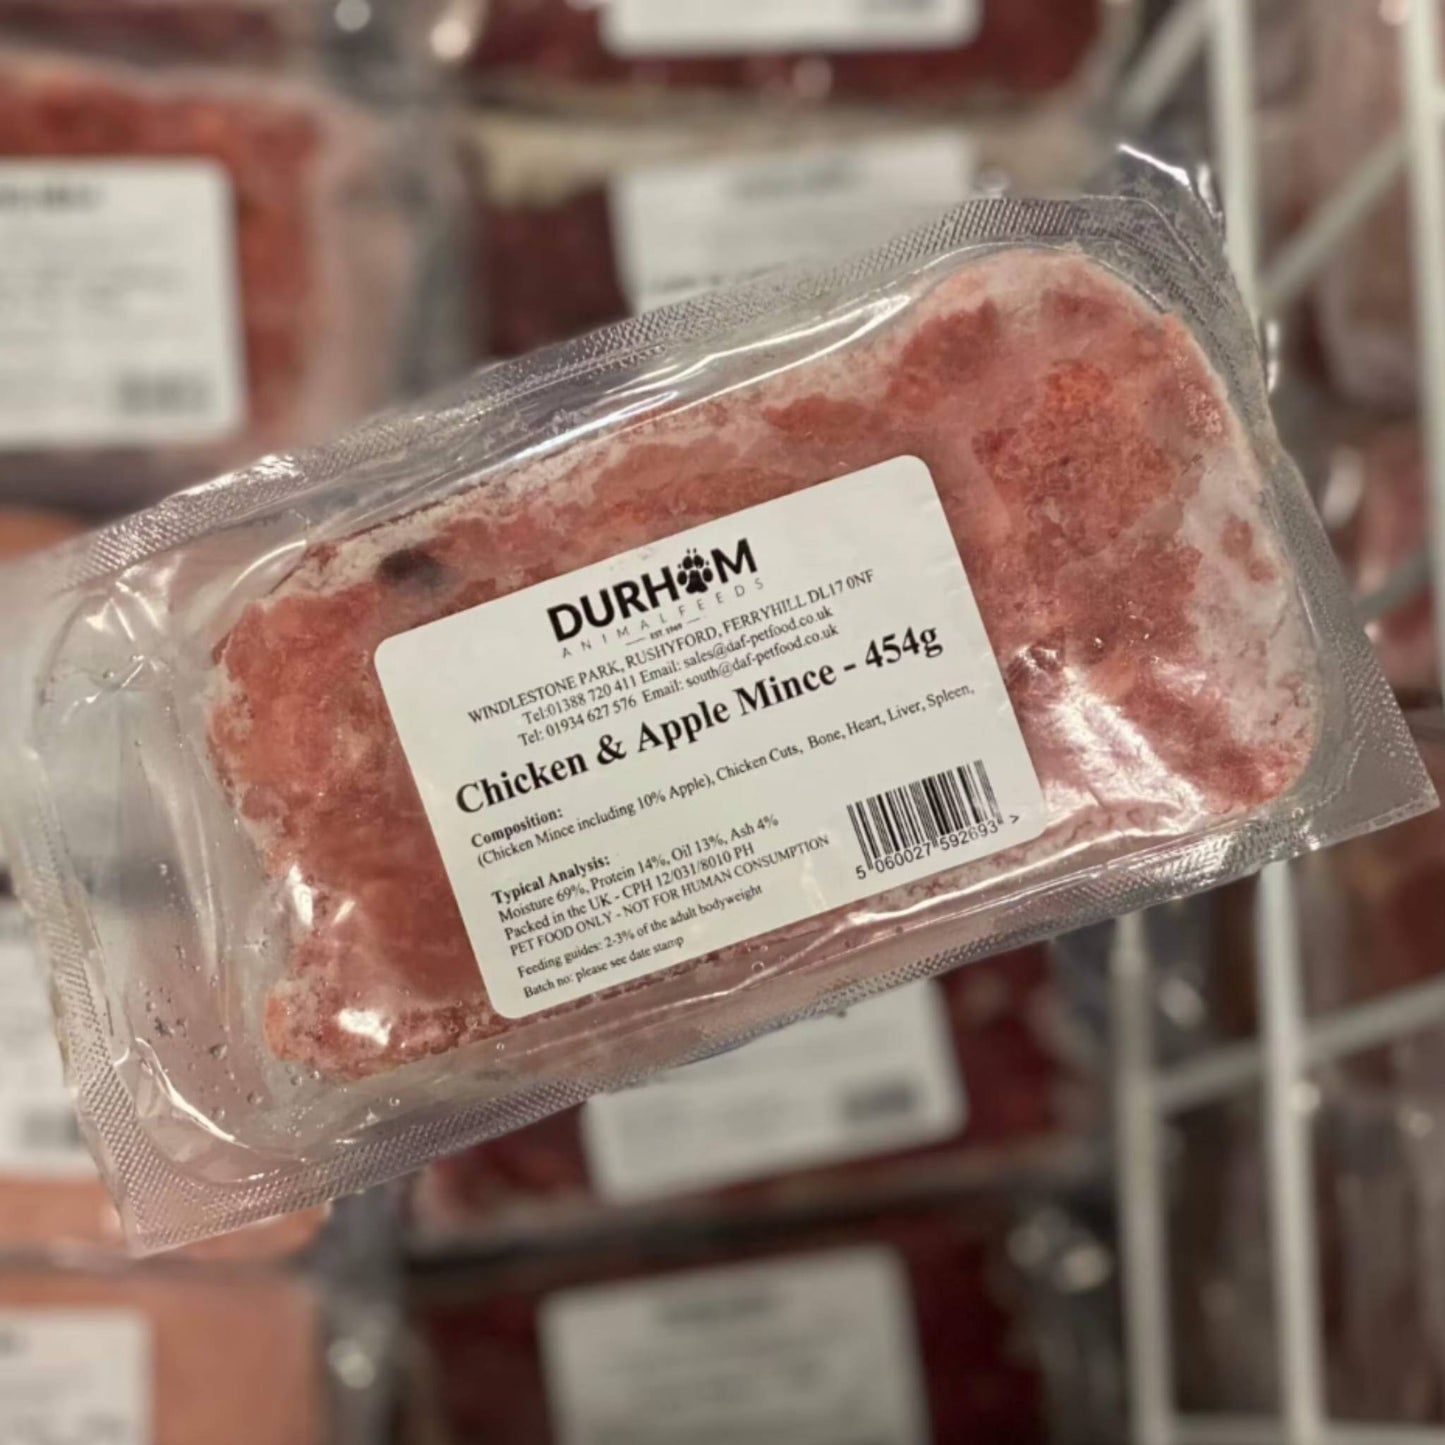 DURHAM
ANIMAL FEEDS
EST 1969
WINDLESTONE PARK, RUSHYFORD, FERRYHILL DL17 0NF
Tel:01388 720 411 Email: sales@daf-petfood.co.uk
Tel: 01934 627 576 Email: south@daf-petfood.co.uk
Chicken & Apple Mince - 454g
Composition:
(Chicken Mince including 10% Apple), Chicken Cuts, Bone, Heart, Liver, Spleen,
Typical Analysis:
Moisture 69%, Protein 14%, Oil 13%, Ash 4%
Packed in the UK - CPH 12/031/8010 PH
PET FOOD ONLY - NOT FOR HUMAN CONSUMPTION
Feeding guides: 2-3% of the adult bodyweight
Batch no: please see date stamp
5 060027 592693 >